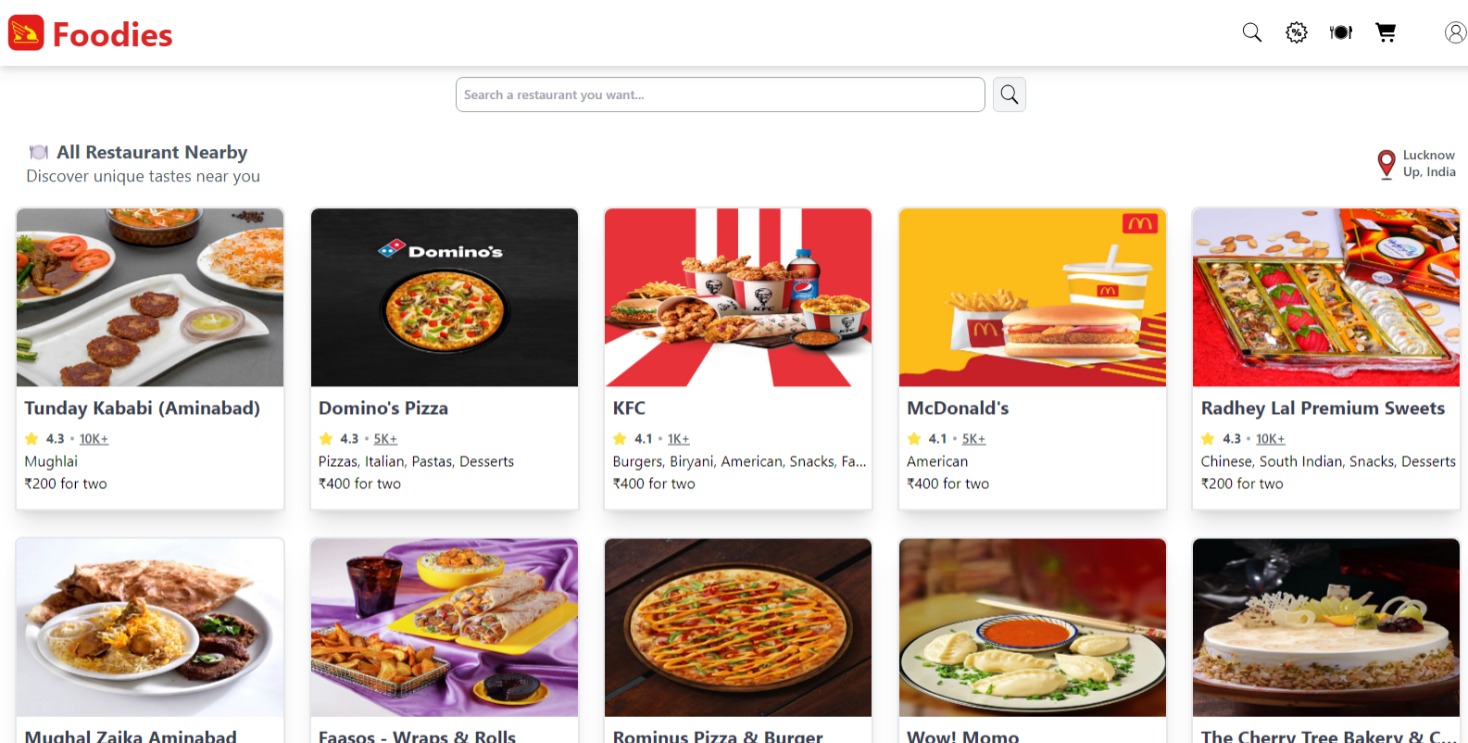 Foodies
%
Search a restaurant you want...
All Restaurant Nearby
Discover unique tastes near you
Lucknow
Up, India
Domino's
KFC
Tunday Kababi (Aminabad)
4.3 • 10K+
Mughlai
₹200 for two
Domino's Pizza
4.3 • 5K+
Pizzas, Italian, Pastas, Desserts
₹400 for two
KFC
4.1 • 1K+
Burgers, Biryani, American, Snacks, Fa...
₹400 for two
McDonald's
4.1 • 5K+
American
₹400 for two
Radhey Lal Premium Sweets
4.3 • 10K+
Chinese, South Indian, Snacks, Desserts
₹200 for two
Mughal Zaika Aminabad
Faasos - Wraps & Rolls
Rominus Pizza & Burger
Wow! Momo
The Cherry Tree Bakery & C...